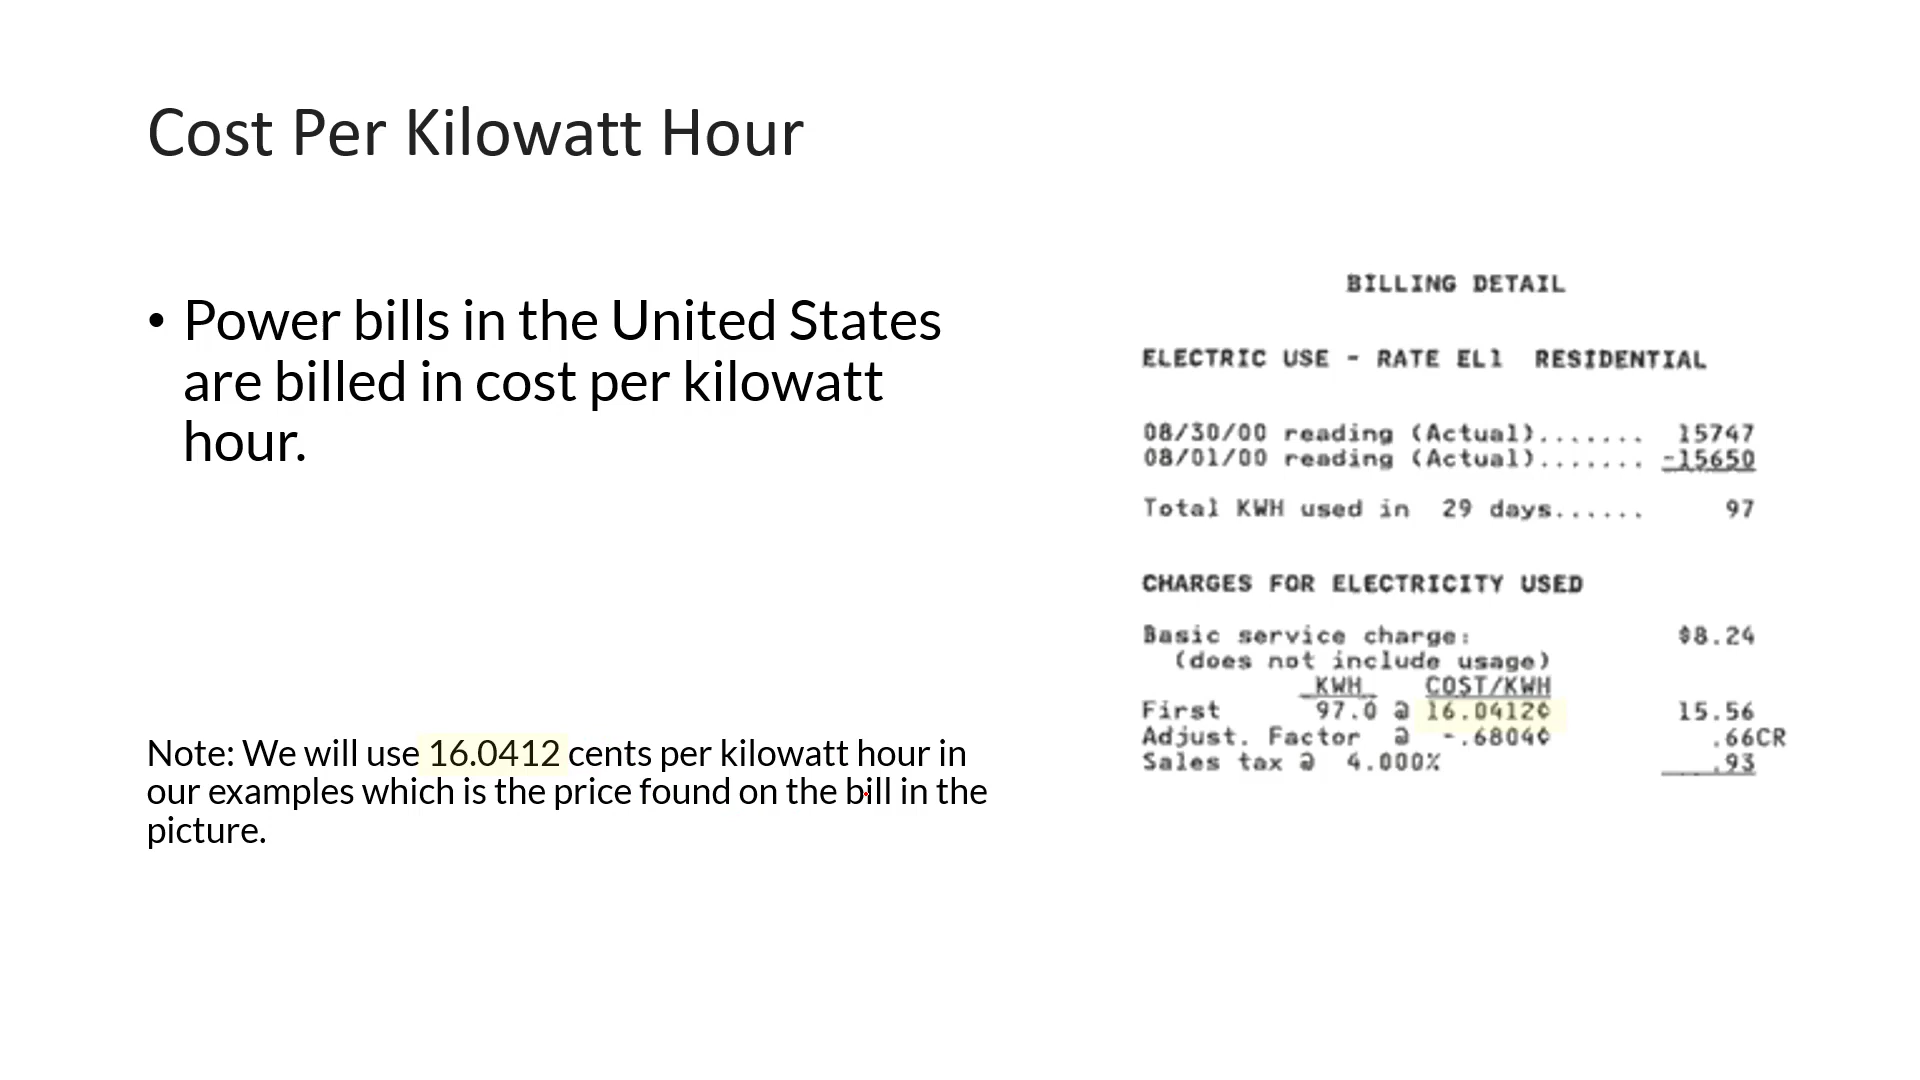 Cost Per Kilowatt Hour
• Power bills in the United States
are billed in cost per kilowatt
hour.
Note: We will use 16.0412 cents per kilowatt hour in
our examples which is the price found on the bill in the
picture.
BILLING DETAIL
ELECTRIC USE - RATE EL1 RESIDENTIAL
08/30/00 reading (Actual)....... 15747
08/01/00 reading (Actual)....... -15650
Total KWH used in 29 days...... 97
CHARGES FOR ELECTRICITY USED
Basic service charge: $8.24
(does not include usage)
KWH COST/KWH
First 97.0 @ 16.0412¢ 15.56
Adjust. Factor @ -.6804¢ .66CR
Sales tax @ 4.000% .93